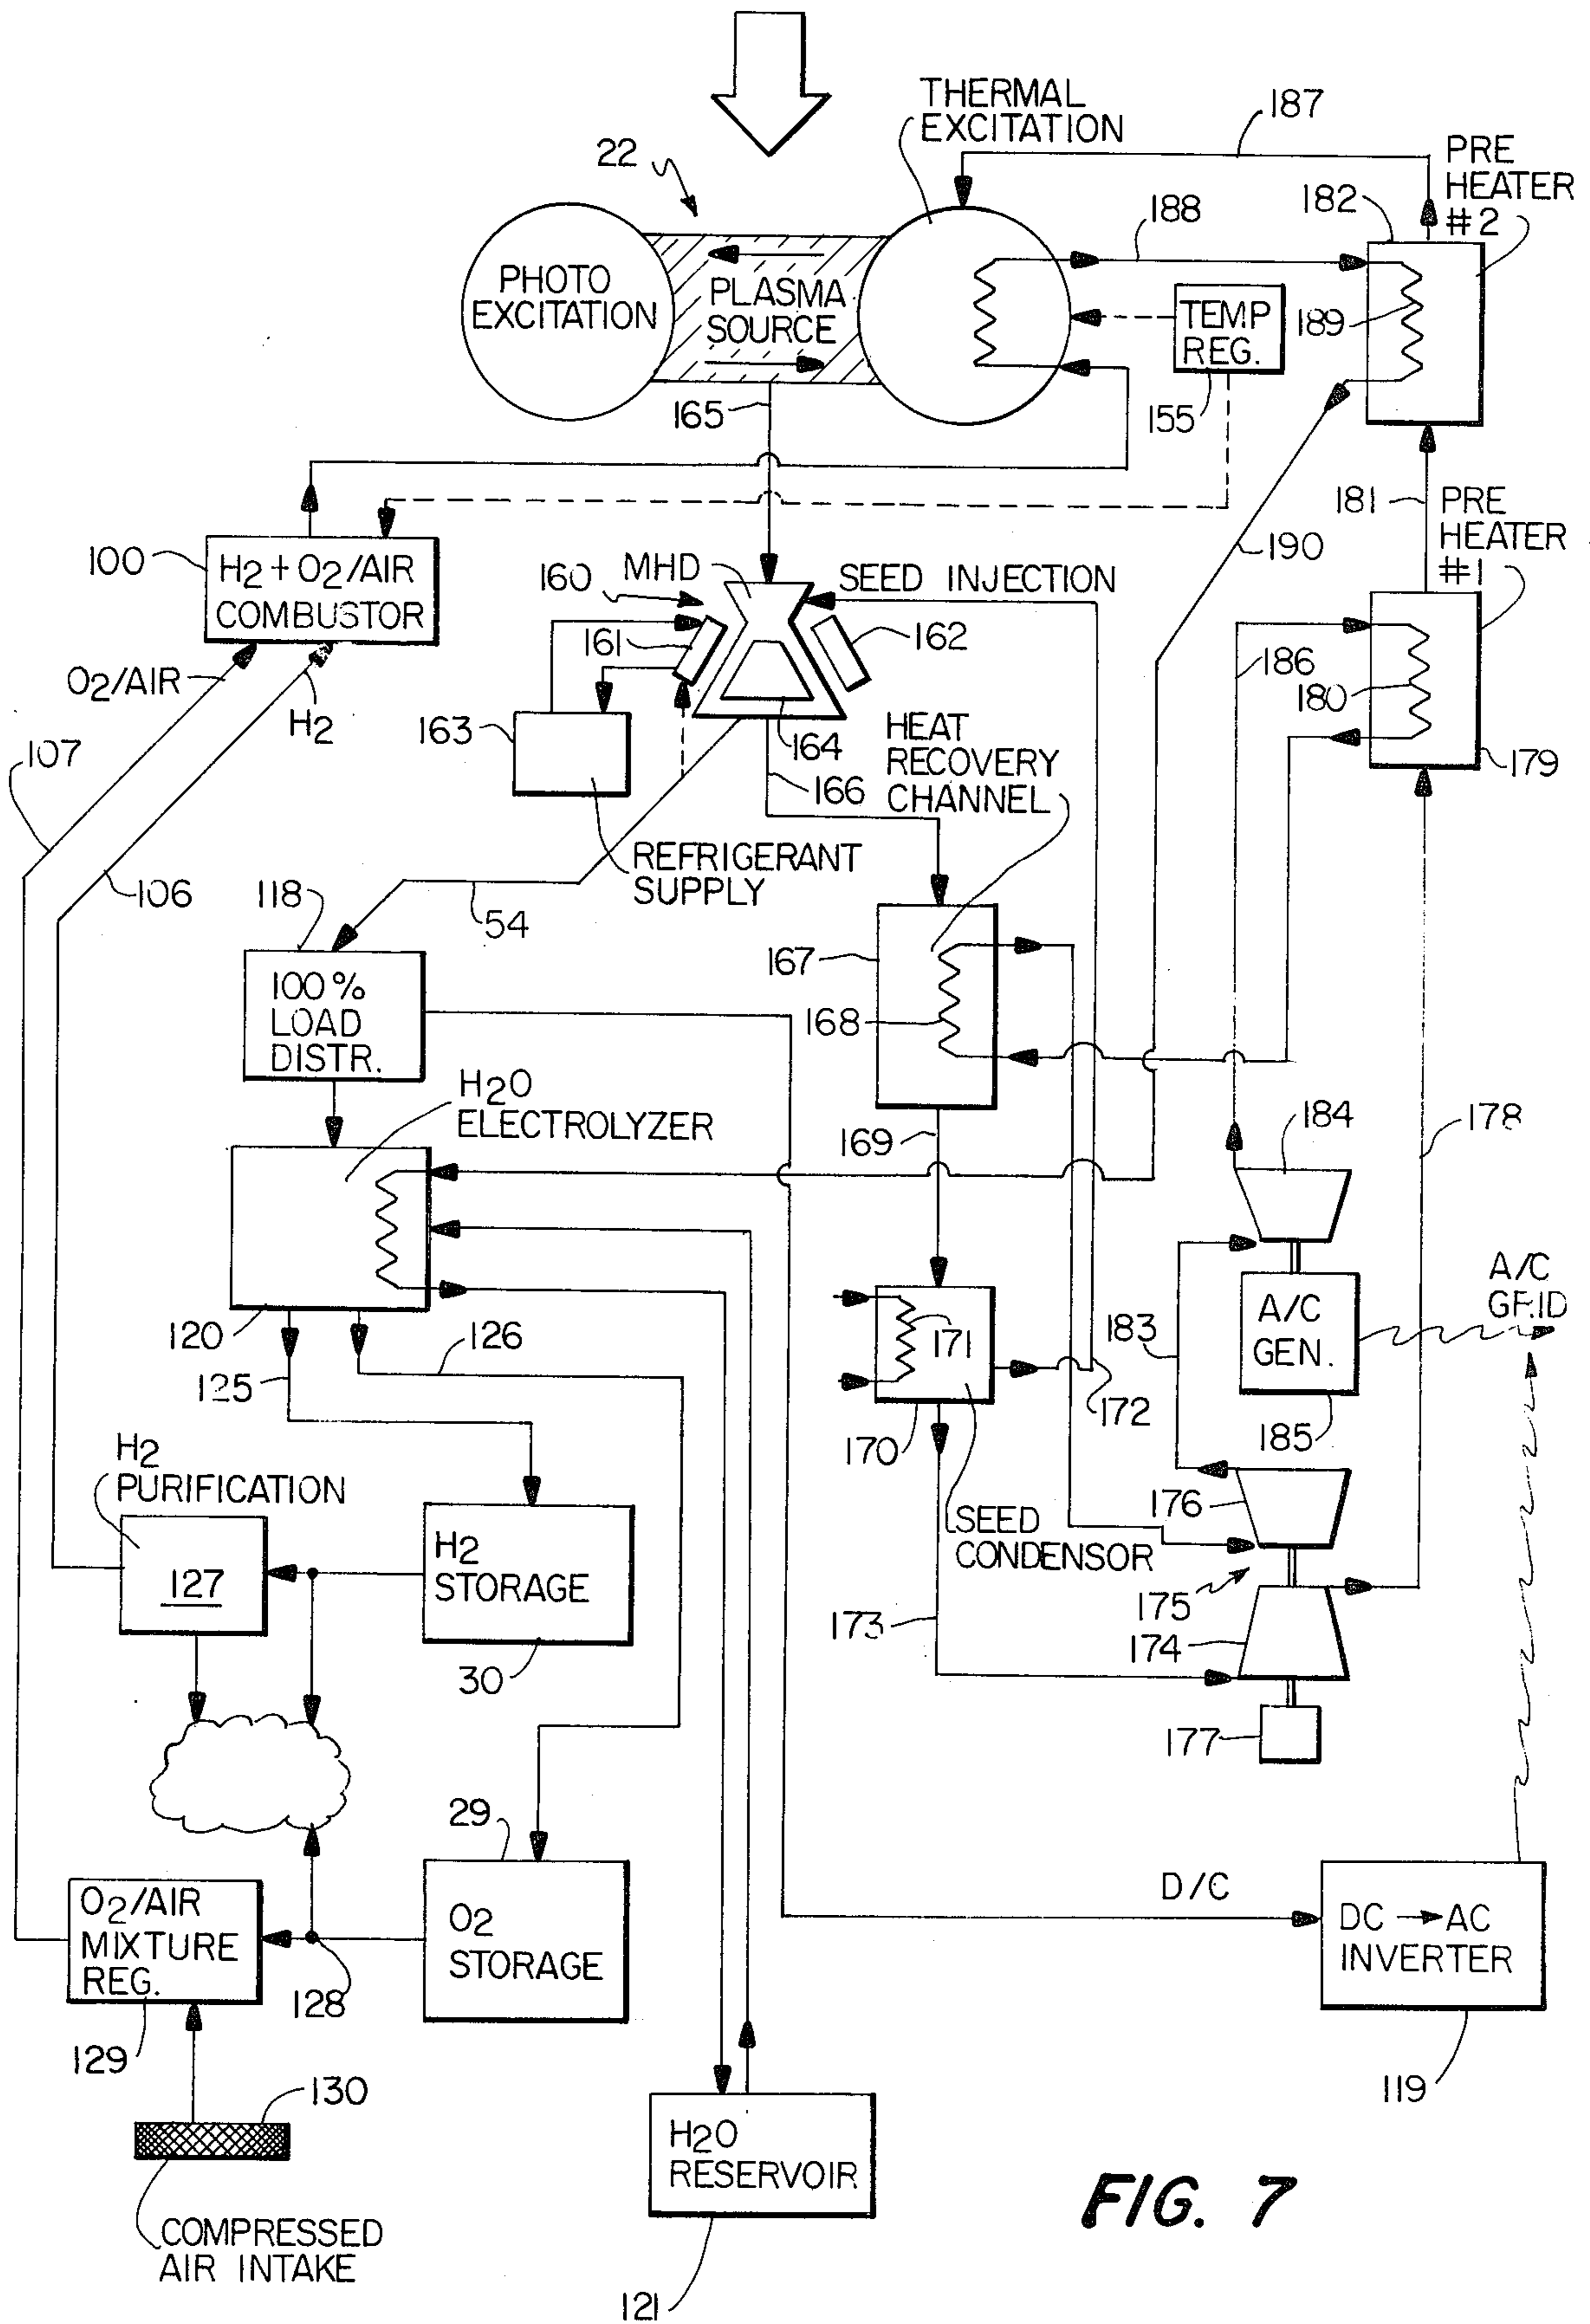 THERMAL
EXCITATION
187
PRE
HEATER
#2
22
188
182
PHOTO
EXCITATION
PLASMA
SOURCE
TEMP
REG.
189
165
155
181
PRE
HEATER
#
190
100
H2 + O2/AIR
COMBUSTOR
160
MHD
SEED INJECTION
161
162
186
180
O2/AIR
H2
163
164
HEAT
RECOVERY
CHANNEL
179
107
166
106
REFRIGERANT
SUPPLY
118
54
167
100%
LOAD
DISTR.
168
H2O
ELECTROLYZER
169
184
178
A/C
GRID
120
126
171
183
A/C
GEN.
125
172
170
185
H2
PURIFICATION
176
SEED
CONDENSOR
127
H2
STORAGE
175
173
174
30
177
29
O2/AIR
MIXTURE
REG.
O2
STORAGE
D/C
DC → AC
INVERTER
128
129
130
119
H2O
RESERVOIR
FIG. 7
COMPRESSED
AIR INTAKE
121